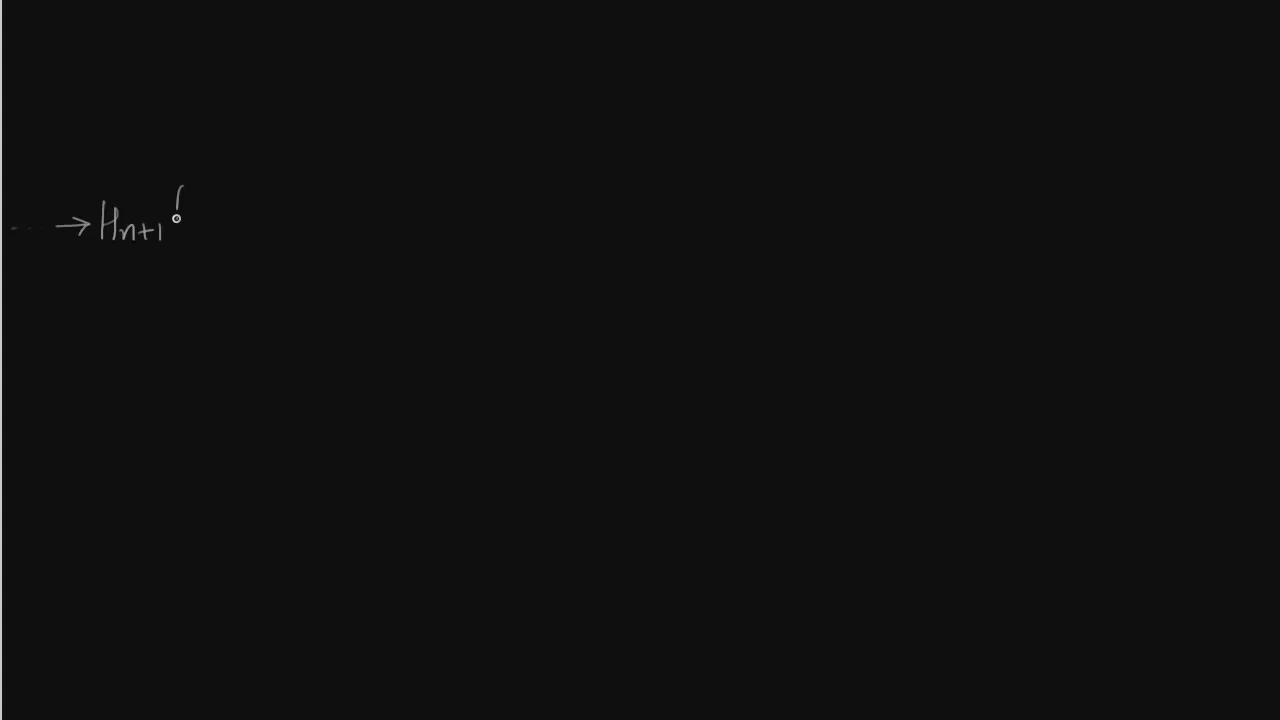 --- → Hn+1 (